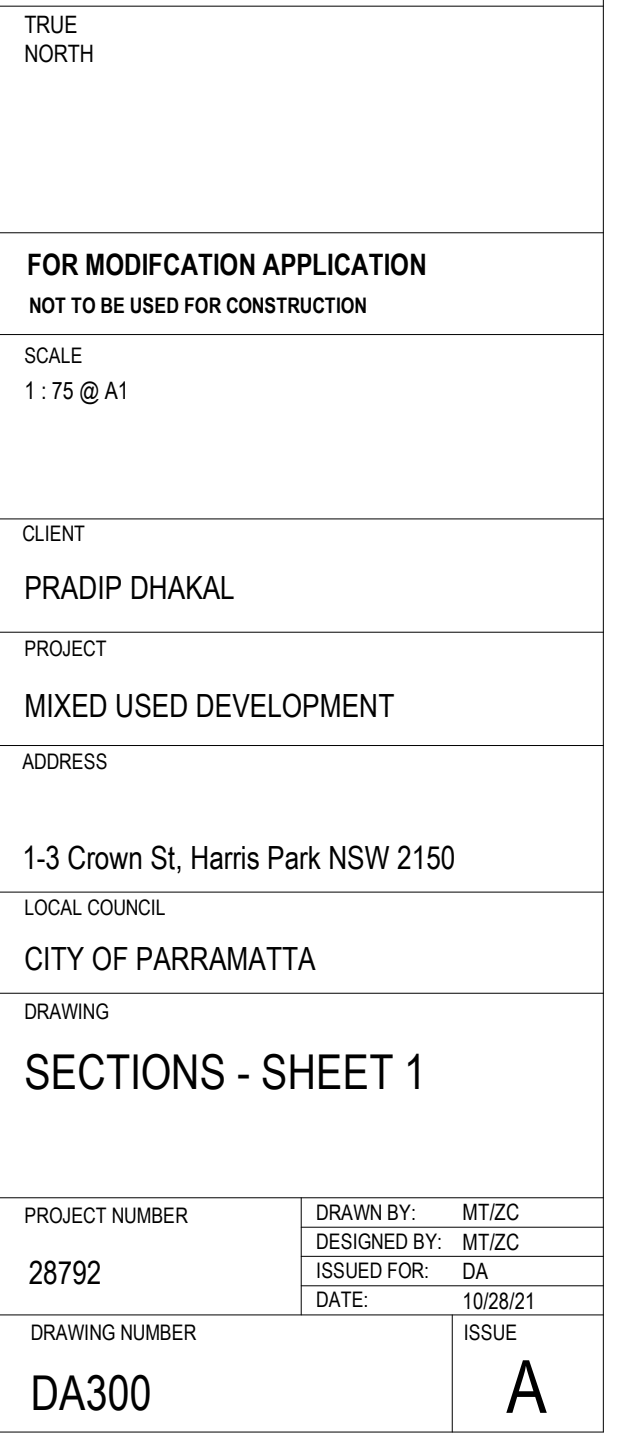 TRUE
NORTH
FOR MODIFCATION APPLICATION
NOT TO BE USED FOR CONSTRUCTION
SCALE
1 : 75 @ A1
CLIENT
PRADIP DHAKAL
PROJECT
MIXED USED DEVELOPMENT
ADDRESS
1-3 Crown St, Harris Park NSW 2150
LOCAL COUNCIL
CITY OF PARRAMATTA
DRAWING
SECTIONS - SHEET 1
PROJECT NUMBER
28792
DRAWN BY: MT/ZC
DESIGNED BY: MT/ZC
ISSUED FOR: DA
DATE: 10/28/21
DRAWING NUMBER
DA300
ISSUE
A